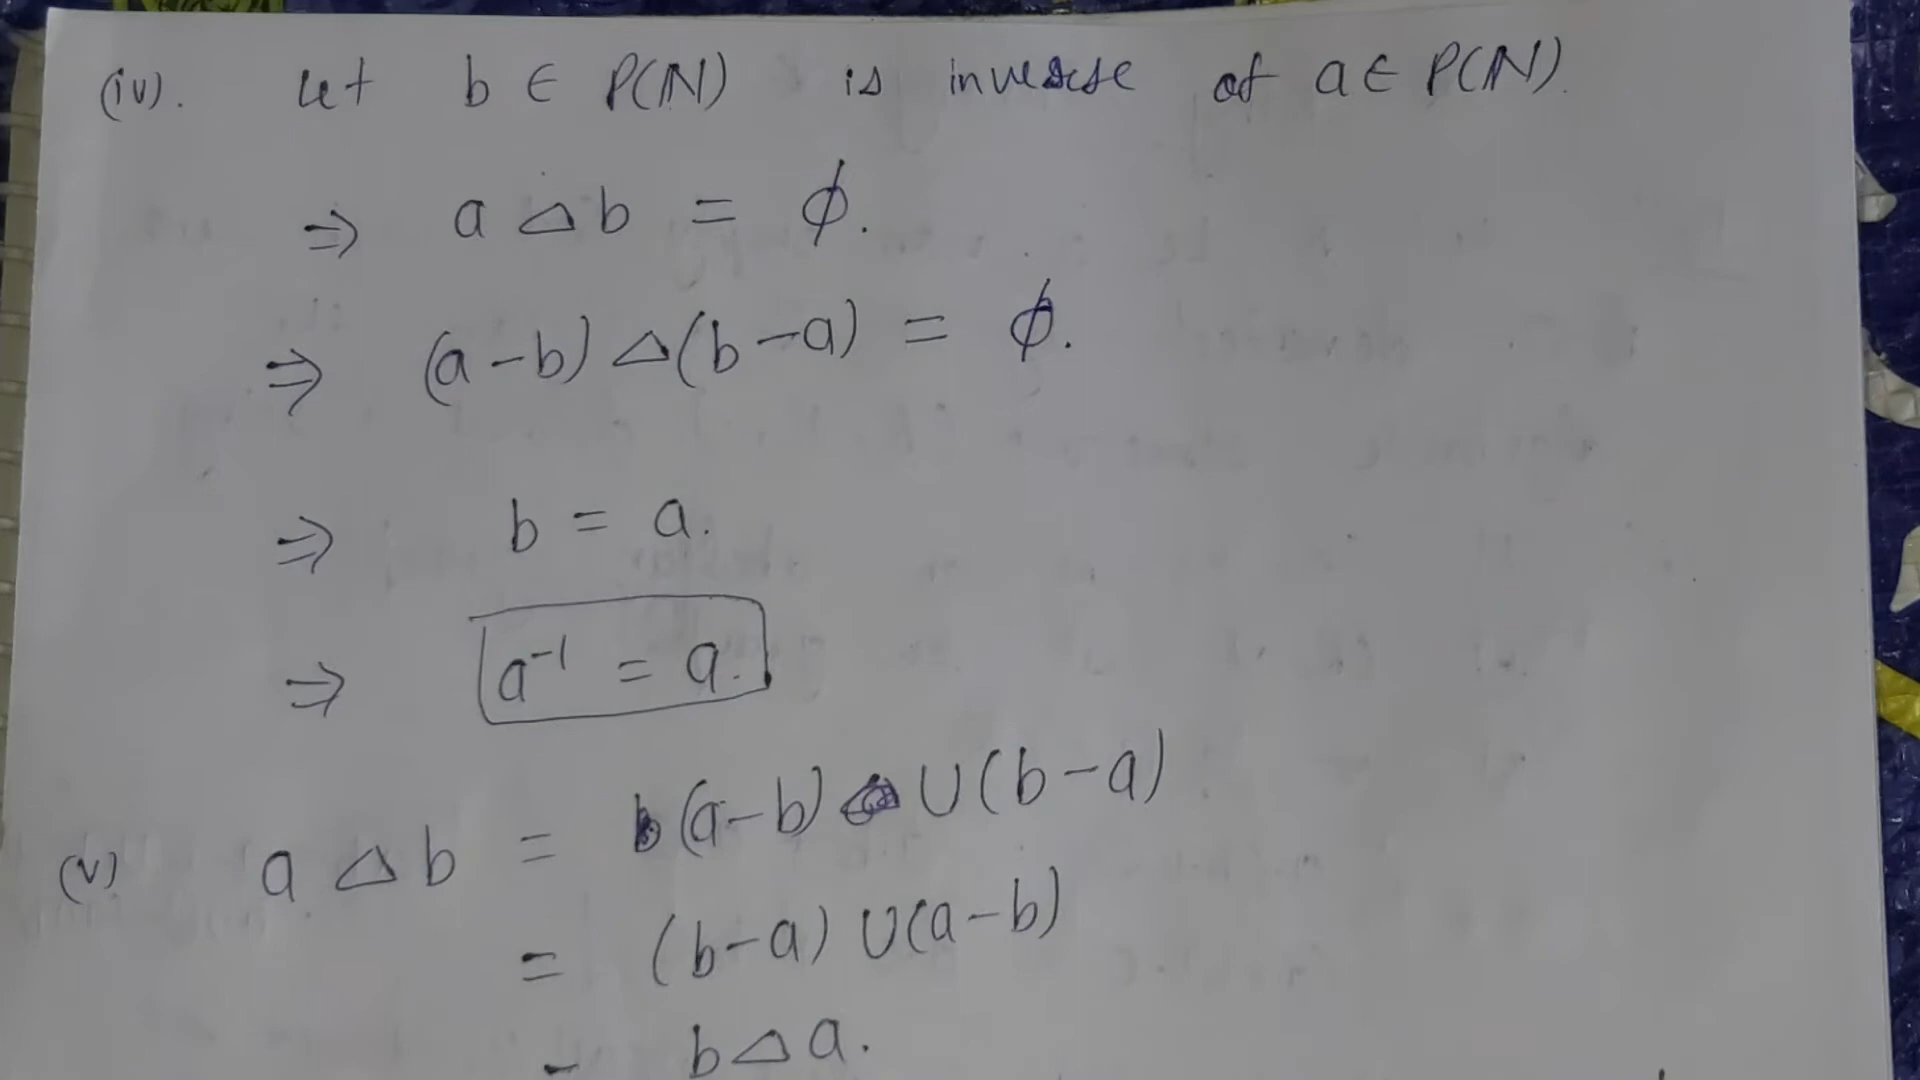 (iv). Let b ∈ P(ℕ) is inverse of a ∈ P(ℕ).
⇒ a △ b = ϕ.
⇒ (a-b) △ (b-a) = ϕ.
⇒ b = a.
⇒ a⁻¹ = a.
(v) a △ b = (a-b) ∪ (b-a)
= (b-a) ∪ (a-b)
= b △ a.